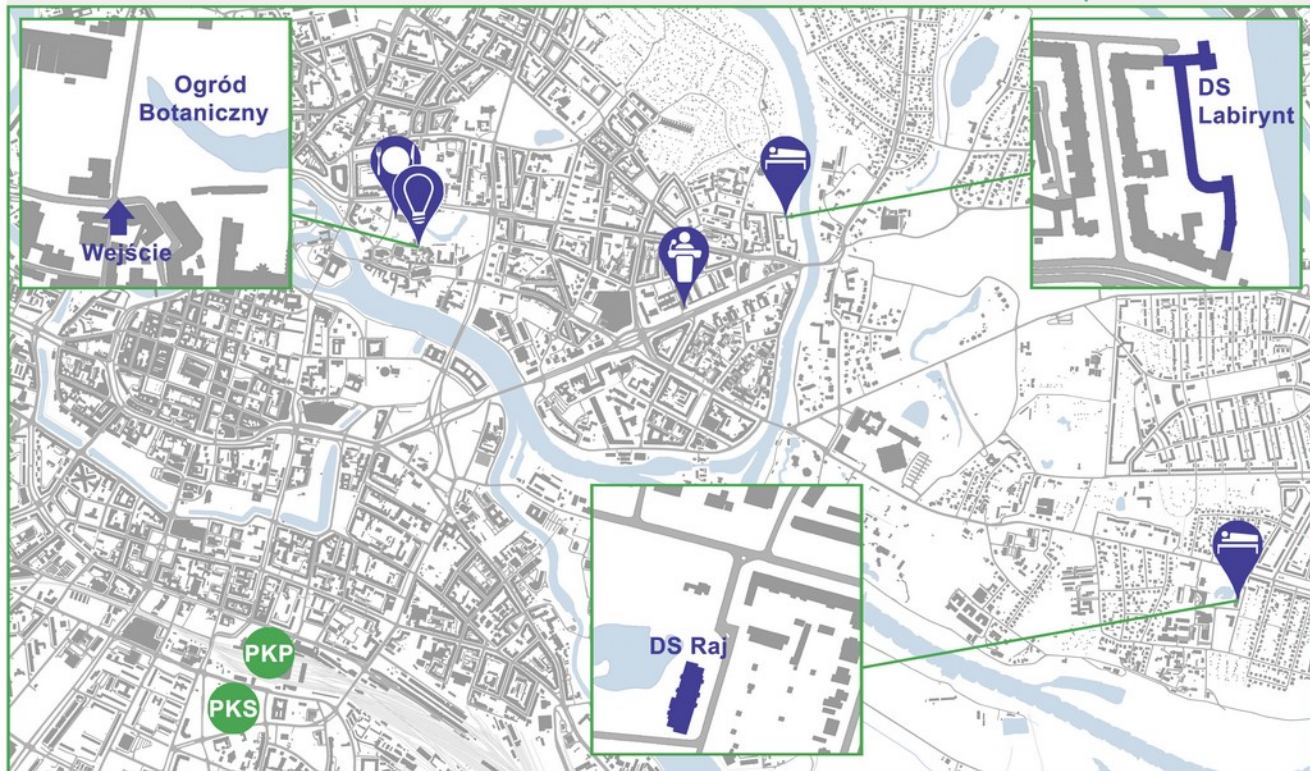 Ogród
Botaniczny
Wejście
DS
Labirynt
DS Raj
PKP
PKS